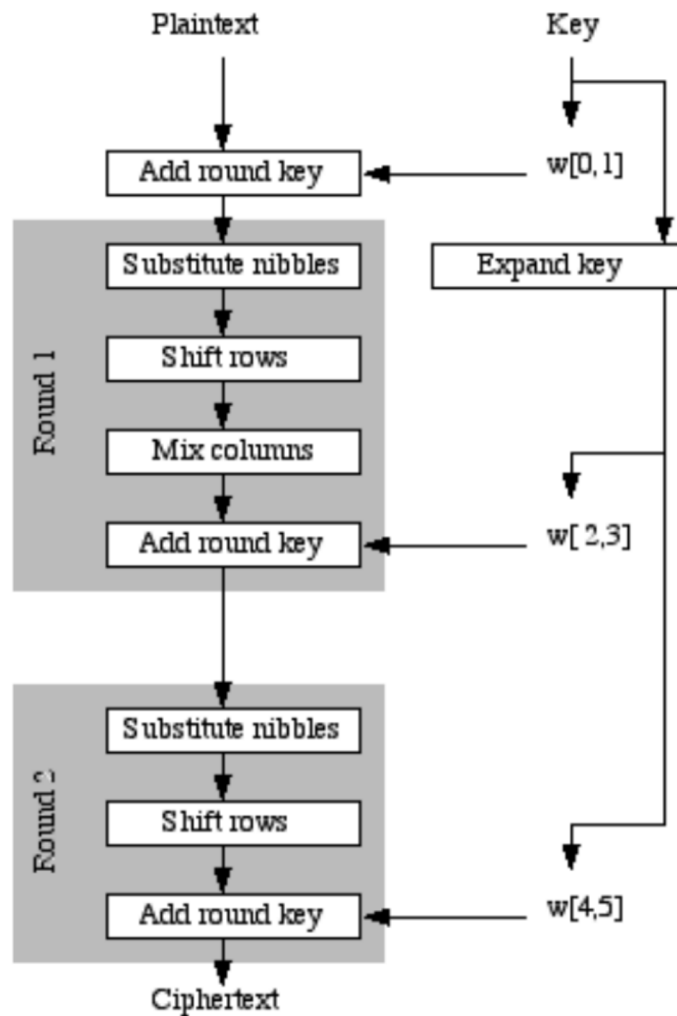 Plaintext
Key
Add round key
w[0,1]
Round 1
Substitute nibbles
Expand key
Shift rows
Mix columns
Add round key
w[ 2,3]
Round 2
Substitute nibbles
Shift rows
Add round key
w[4,5]
Ciphertext